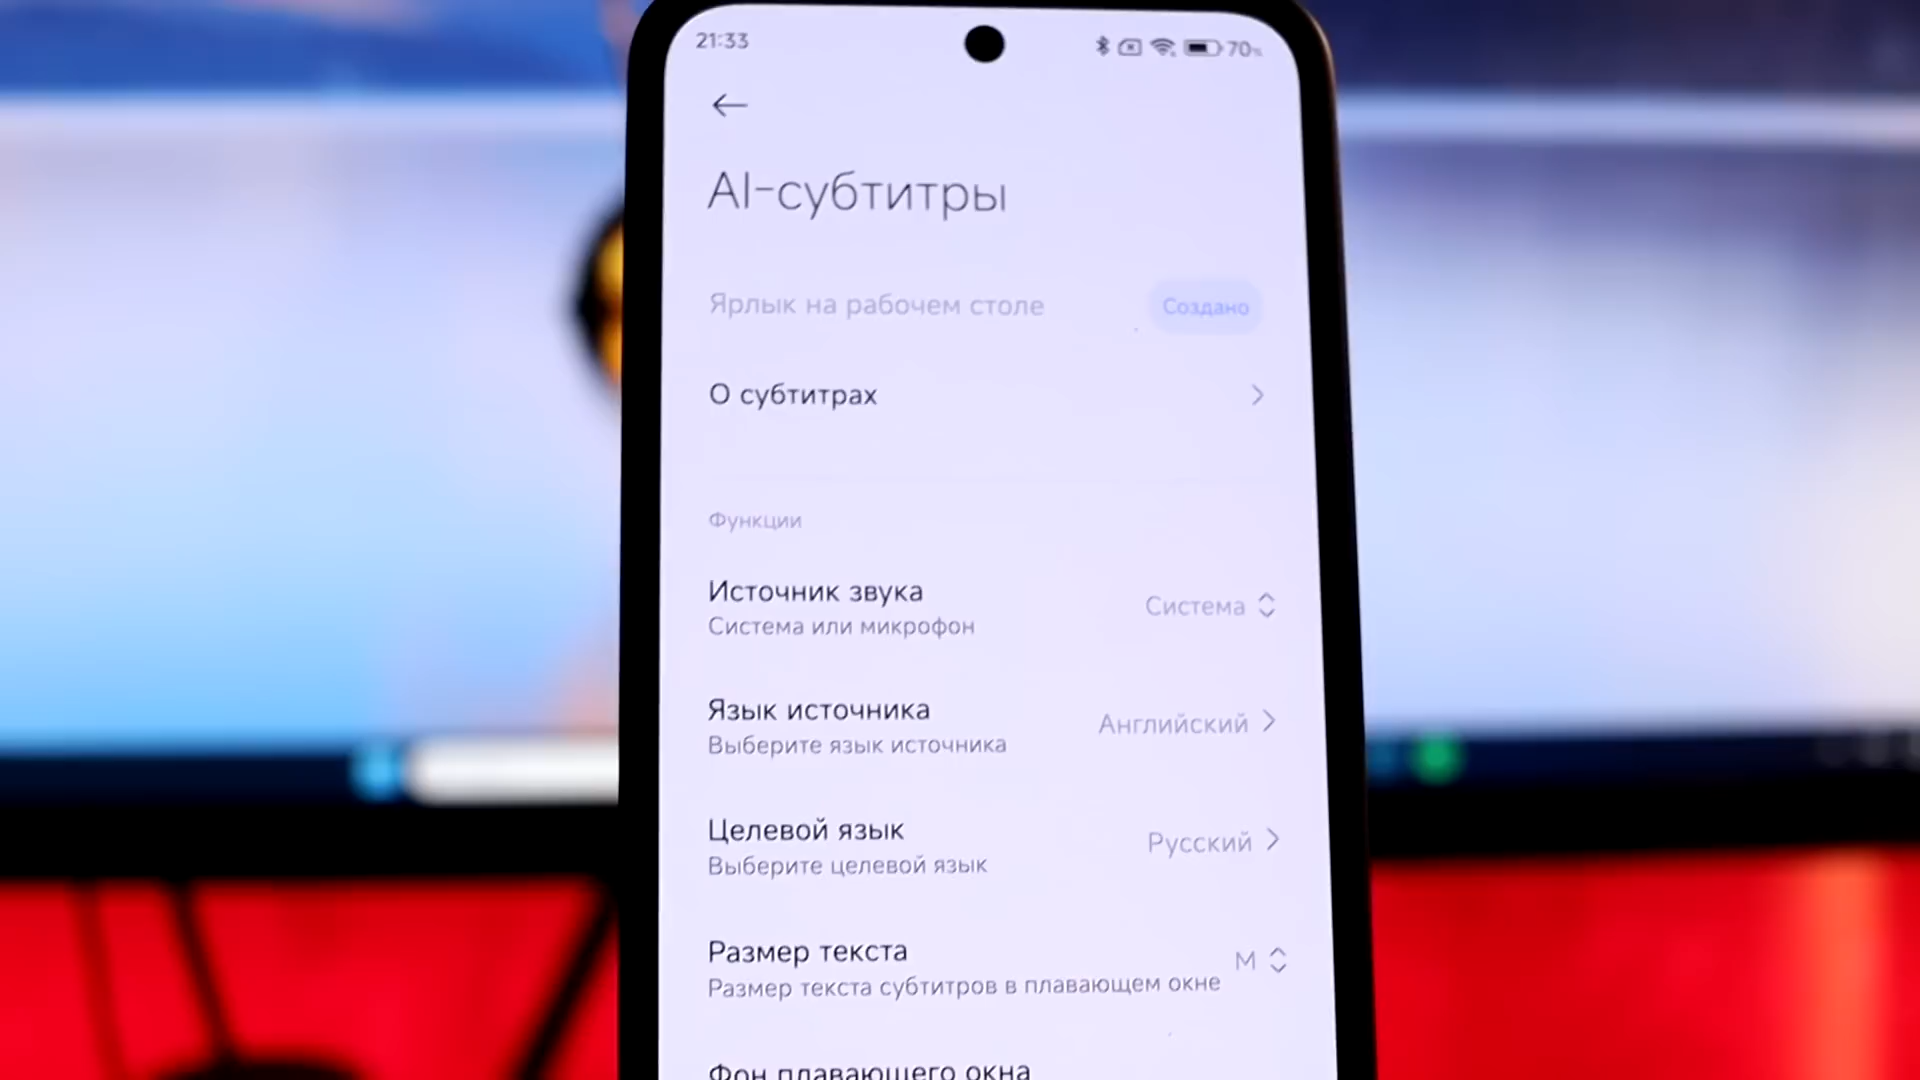 21:33
70%
AI-субтитры
Ярлык на рабочем столе
Создано
О субтитрах
Функции
Источник звука
Система или микрофон
Система
Язык источника
Выберите язык источника
Английский
Целевой язык
Выберите целевой язык
Русский
Размер текста
Размер текста субтитров в плавающем окне
M
Фон плавающего окна